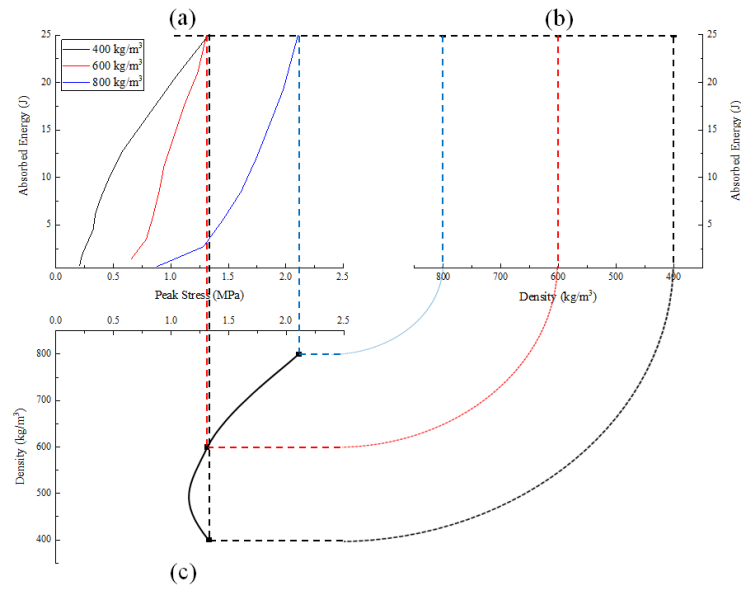 (a)
(b)
400 kg/m³
600 kg/m³
800 kg/m³
Absorbed Energy (J)
25
20
15
10
5
0.0 0.5 1.0 1.5 2.0 2.5
Peak Stress (MPa)
25
20
15
10
5
Absorbed Energy (J)
800 600 500 400
Density (kg/m³)
0.0 0.5 1.0 1.5 2.0 2.5
800
700
600
500
400
Density (kg/m³)
(c)